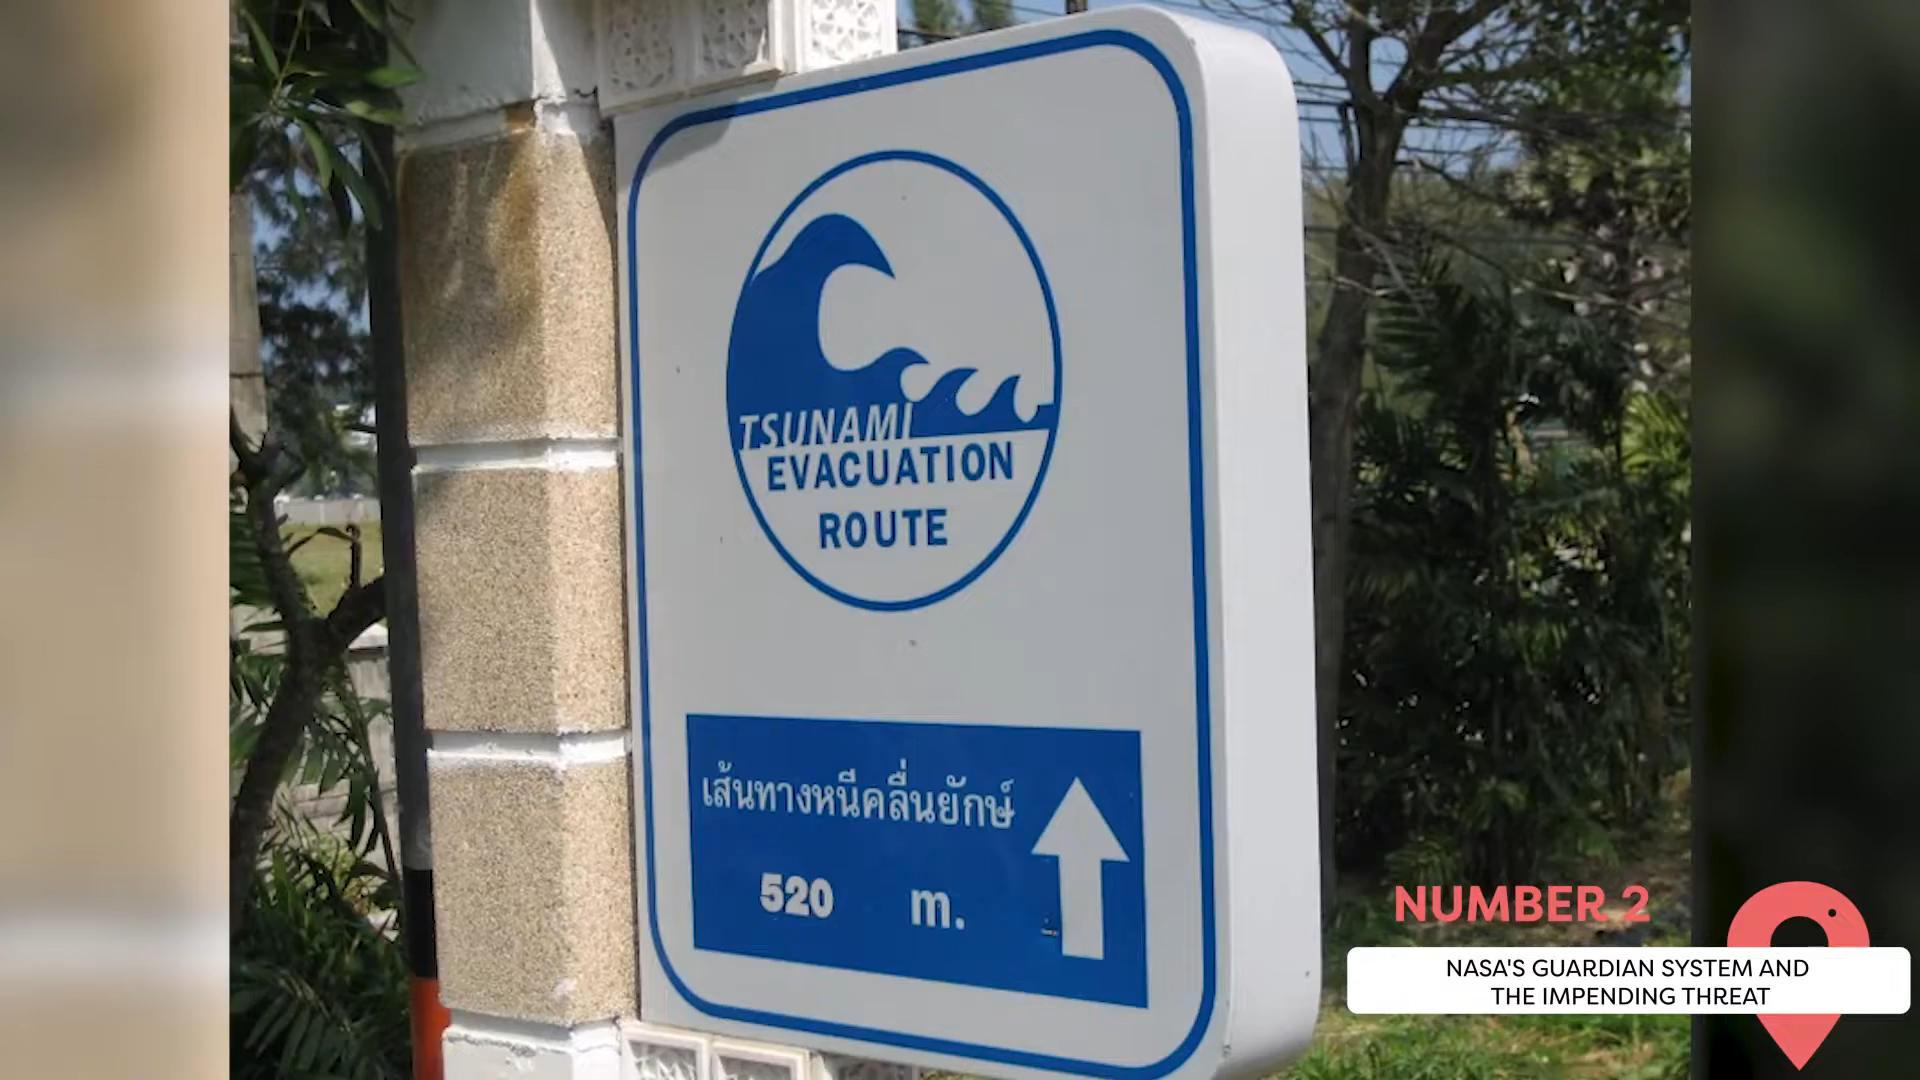 TSUNAMI
EVACUATION
ROUTE
เส้นทางหนีคลื่นยักษ์
520 m.
NUMBER 2
NASA'S GUARDIAN SYSTEM AND
THE IMPENDING THREAT